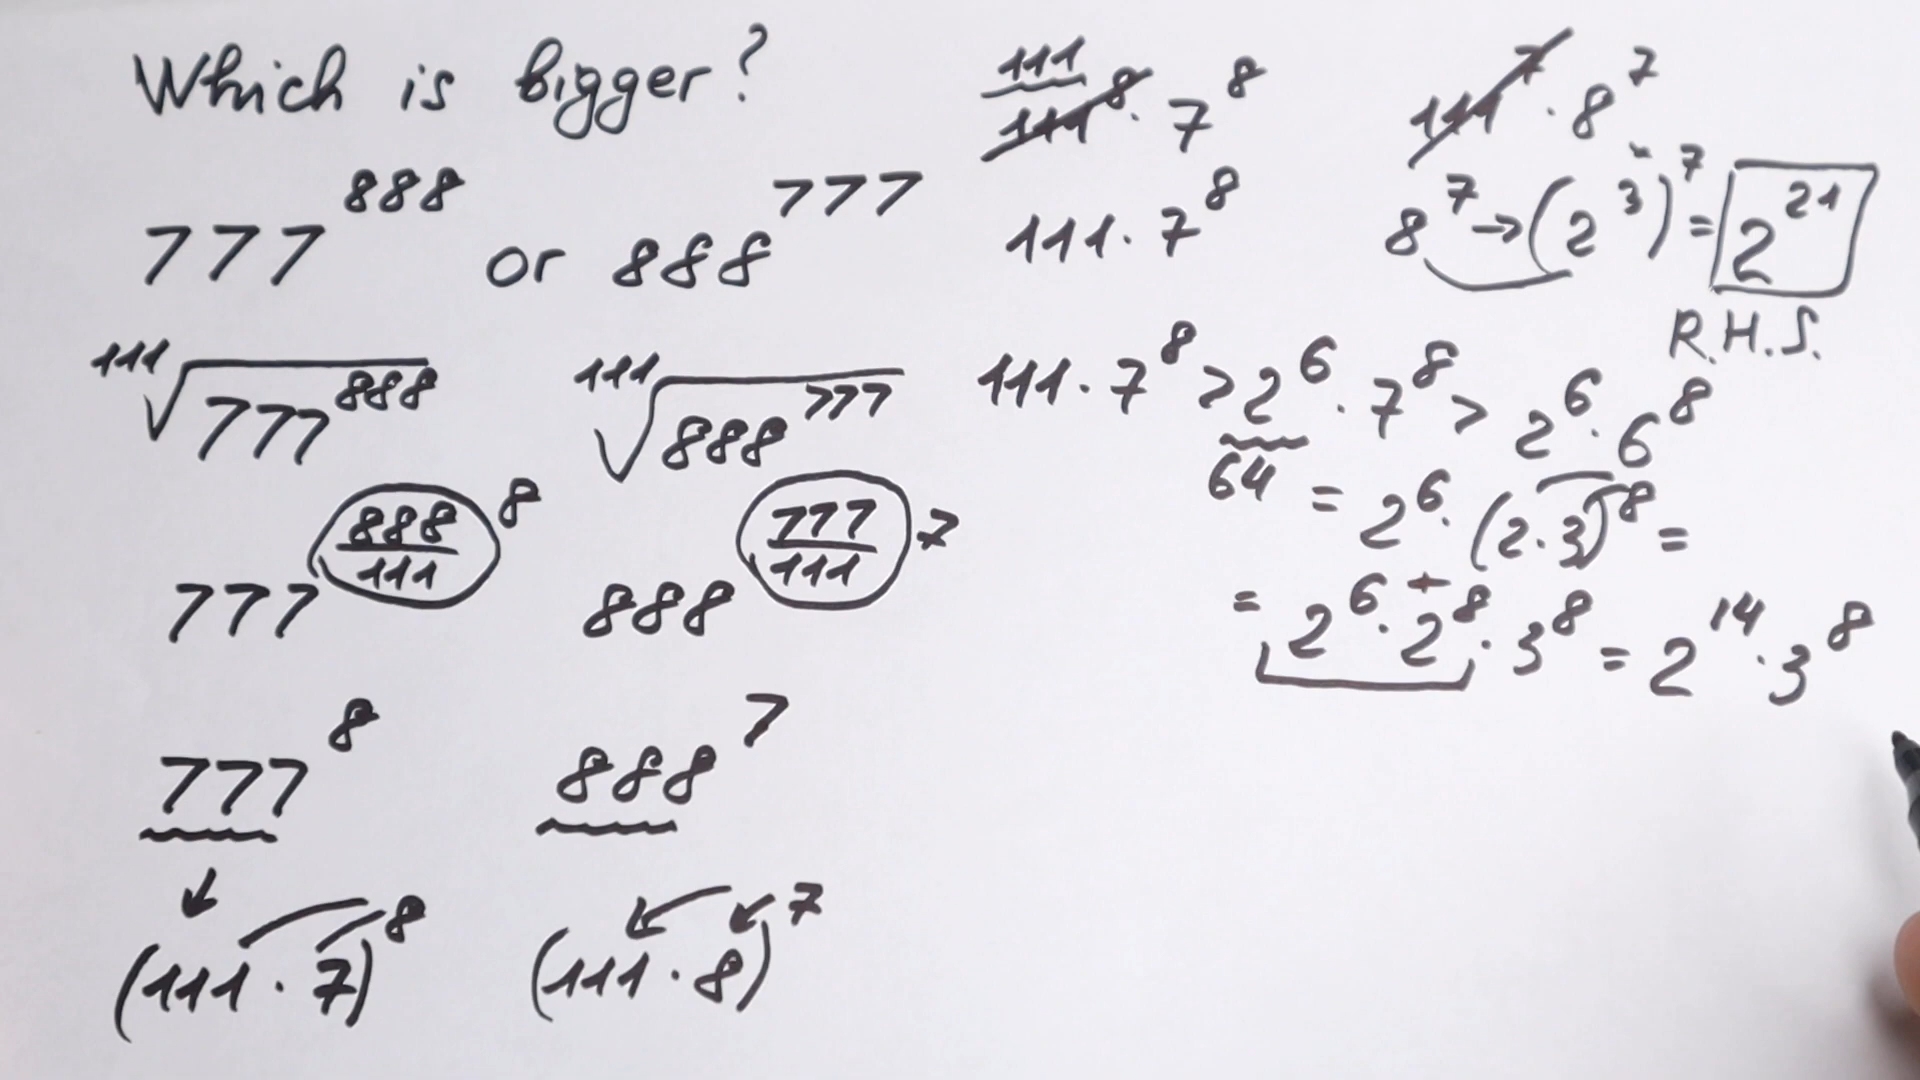 Which is bigger?
777^888 or 888^777
¹¹¹√777^888 ¹¹¹√888^777
777^(888/111) 8 888^(777/111) 7
777^8 888^7
↓
(111·7)^8 (111·8)^7
111
111^8 · 7^8 111^7 · 8^7
111 · 7^8 8^7 → (2^3)^7 = 2^21
R.H.S.
111 · 7^8 > 2^6 · 7^8 > 2^6 · 6^8
64 = 2^6 · (2·3)^8 =
= 2^6 · 2^8 · 3^8 = 2^14 · 3^8
+